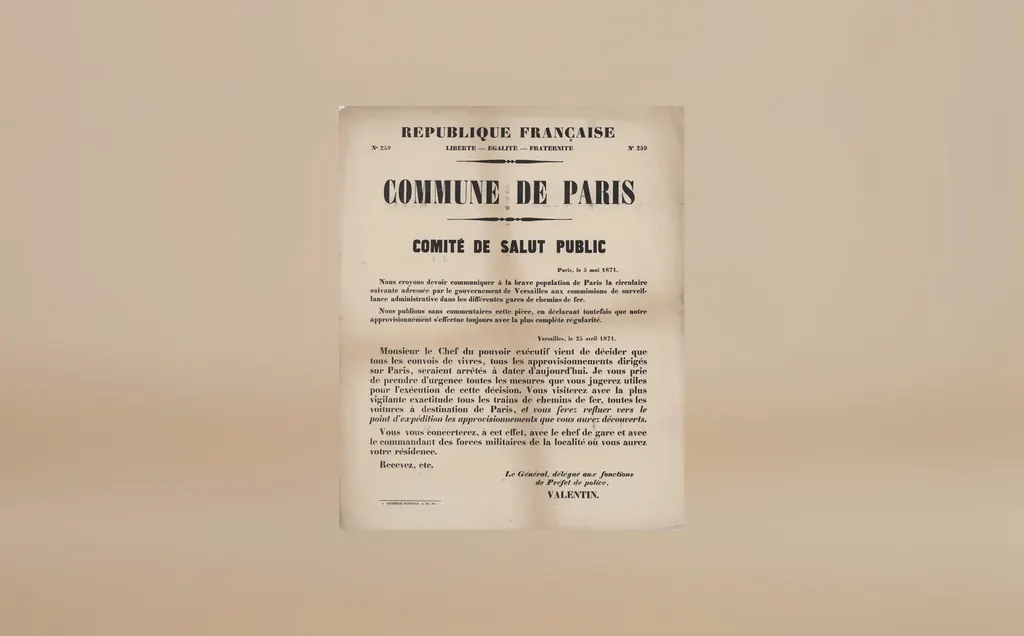 REPUBLIQUE FRANÇAISE
Nº 259 LIBERTE — EGALITÉ — FRATERNITE Nº 259
COMMUNE DE PARIS
COMITÉ DE SALUT PUBLIC
Paris, le 5 mai 1871.
Nous croyons devoir communiquer à la brave population de Paris la circulaire
suivante adressée par le gouvernement de Versailles aux commissions de surveil-
lance administrative dans les différentes gares de chemins de fer.
Nous publions sans commentaires cette pièce, en déclarant toutefois que notre
approvisionnement s'effectue toujours avec la plus complète régularité.
Versailles, le 25 avril 1871.
Monsieur le Chef du pouvoir exécutif vient de décider que
tous les convois de vivres, tous les approvisionnements dirigés
sur Paris, seraient arrêtés à dater d'aujourd'hui. Je vous prie
de prendre d'urgence toutes les mesures que vous jugerez utiles
pour l'exécution de cette décision. Vous visiterez avec la plus
vigilante exactitude tous les trains de chemins de fer, toutes les
voitures à destination de Paris, et vous ferez refluer vers le
point d'expédition les approvisionnements que vous aurez découverts.
Vous vous concerterez, à cet effet, avec le chef de gare et avec
le commandant des forces militaires de la localité où vous aurez
votre résidence.
Recevez, etc.
Le Général, délégué aux fonctions
de Préfet de police,
VALENTIN.
IMPRIMERIE NATIONALE